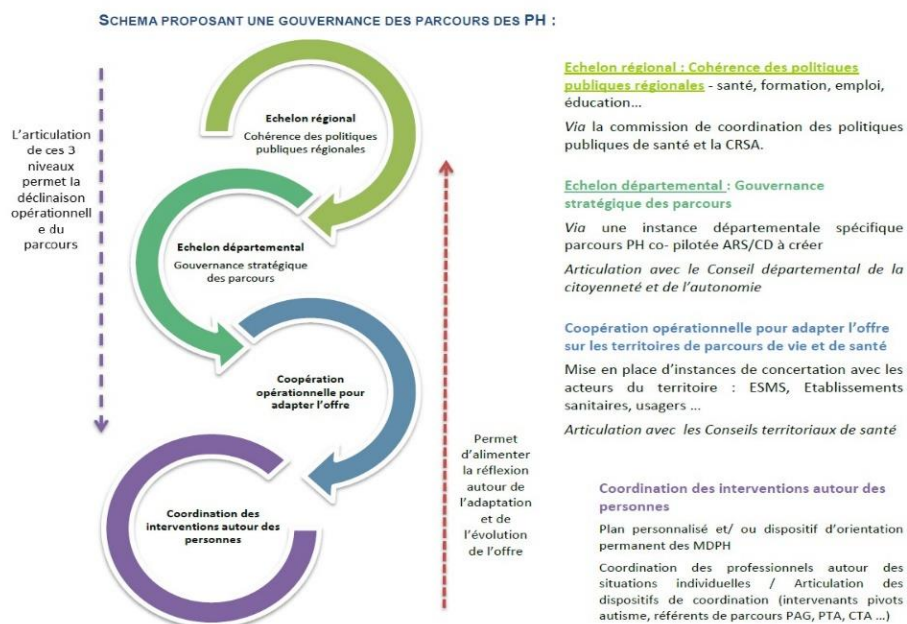 SCHEMA PROPOSANT UNE GOUVERNANCE DES PARCOURS DES PH :
L'articulation
de ces 3
niveaux
permet la
déclinaison
opérationnell
e du
parcours
Echelon régional
Cohérence des politiques
publiques régionales
Echelon départemental
Gouvernance stratégique
des parcours
Coopération
opérationnelle pour
adapter l'offre
Coordination des
interventions autour des
personnes
Permet
d'alimenter
la réflexion
autour de
l'adaptation
et de
l'évolution
de l'offre
Echelon régional : Cohérence des politiques
publiques régionales - santé, formation, emploi,
éducation...
Via la commission de coordination des politiques
publiques de santé et la CRSA.
Echelon départemental : Gouvernance
stratégique des parcours
Via une instance départementale spécifique
parcours PH co- pilotée ARS/CD à créer
Articulation avec le Conseil départemental de la
citoyenneté et de l'autonomie
Coopération opérationnelle pour adapter l'offre
sur les territoires de parcours de vie et de santé
Mise en place d'instances de concertation avec les
acteurs du territoire : ESMS, Etablissements
sanitaires, usagers ...
Articulation avec les Conseils territoriaux de santé
Coordination des interventions autour des
personnes
Plan personnalisé et/ ou dispositif d'orientation
permanent des MDPH
Coordination des professionnels autour des
situations individuelles / Articulation des
dispositifs de coordination (intervenants pivots
autisme, référents de parcours PAG, PTA, CTA ...)